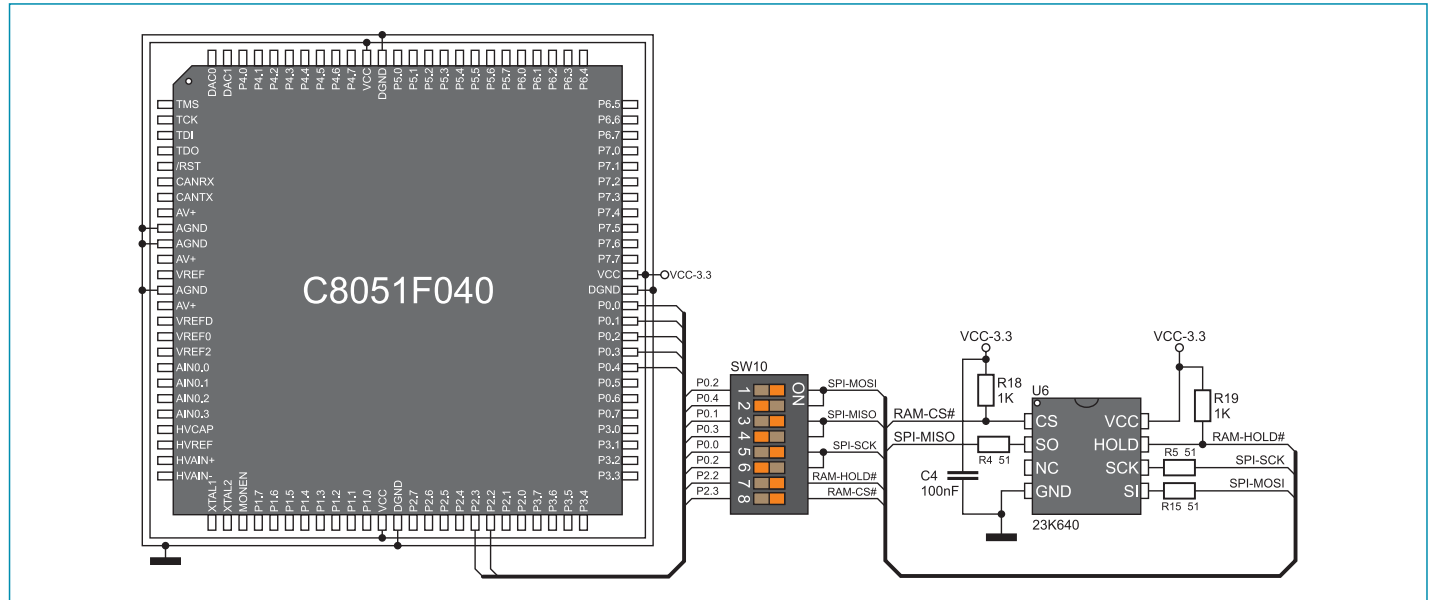 DAC0
DAC1
P4.0
P4.1
P4.2
P4.3
P4.4
P4.5
P4.6
P4.7
VCC
DGND
P5.0
P5.1
P5.2
P5.3
P5.4
P5.5
P5.6
P5.7
P6.0
P6.1
P6.2
P6.3
P6.4
TMS
TCK
TDI
TDO
/RST
CANRX
CANTX
AV+
AGND
AGND
AV+
VREF
AGND
AV+
VREFD
VREF0
VREF2
AIN0.0
AIN0.1
AIN0.2
AIN0.3
HVCAP
HVREF
HVAIN+
HVAIN-
C8051F040
P6.5
P6.6
P6.7
P7.0
P7.1
P7.2
P7.3
P7.4
P7.5
P7.6
P7.7
VCC
DGND
P0.0
P0.1
P0.2
P0.3
P0.4
P0.5
P0.6
P0.7
P3.0
P3.1
P3.2
P3.3
VCC-3.3
XTAL1
XTAL2
MONEN
P1.7
P1.6
P1.5
P1.4
P1.3
P1.2
P1.1
P1.0
VCC
DGND
P2.7
P2.6
P2.5
P2.4
P2.3
P2.2
P2.1
P2.0
P3.7
P3.6
P3.5
P3.4
SW10
P0.2
P0.4
P0.1
P0.3
P0.0
P0.2
P2.2
P2.3
1
2
3
4
5
6
7
8
ON
SPI-MOSI
SPI-MISO
SPI-SCK
RAM-HOLD#
RAM-CS#
VCC-3.3
R18
1K
RAM-CS#
SPI-MISO
R4 51
C4
100nF
U6
CS
SO
NC
GND
VCC
HOLD
SCK
SI
23K640
VCC-3.3
R19
1K
RAM-HOLD#
R5 51
SPI-SCK
SPI-MOSI
R15 51